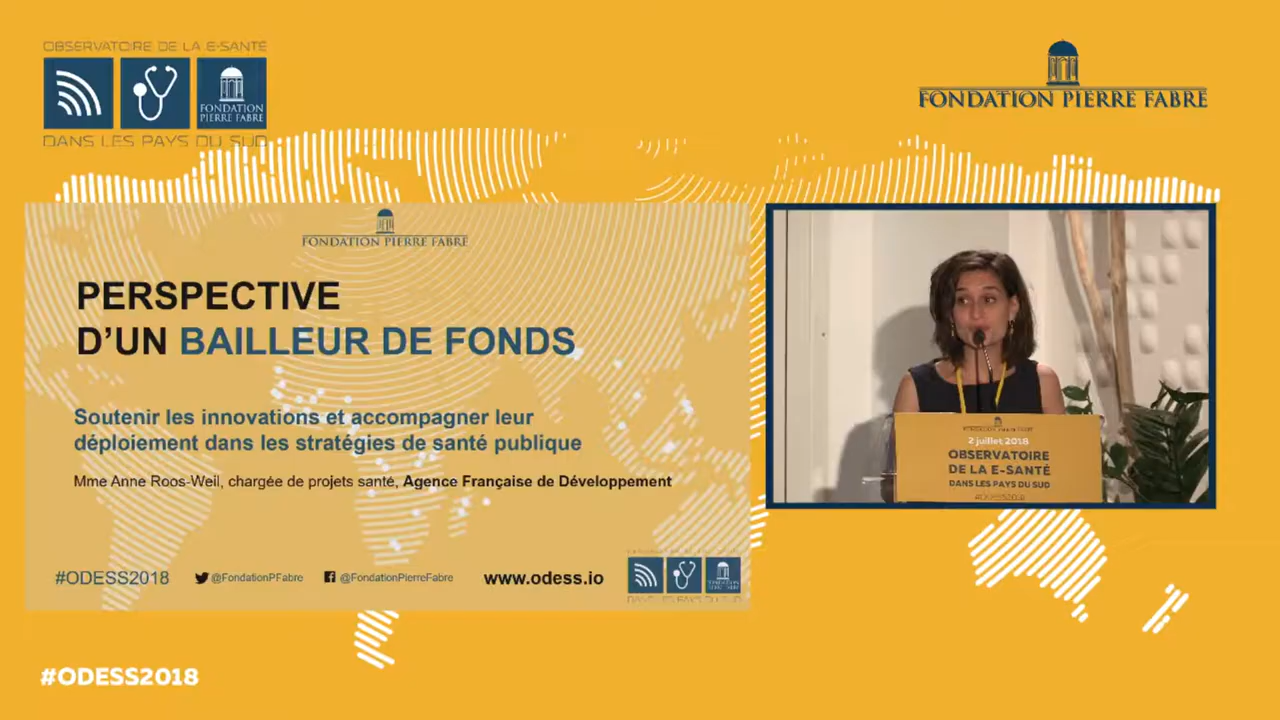 OBSERVATOIRE DE LA E-SANTÉ
FONDATION
PIERRE FABRE
DANS LES PAYS DU SUD
FONDATION PIERRE FABRE
FONDATION PIERRE FABRE
PERSPECTIVE
D'UN BAILLEUR DE FONDS
Soutenir les innovations et accompagner leur
déploiement dans les stratégies de santé publique
Mme Anne Roos-Weil, chargée de projets santé, Agence Française de Développement
#ODESS2018
@FondationPFabre
@FondationPierreFabre
www.odess.io
2 juillet 2018
OBSERVATOIRE
DE LA E-SANTÉ
DANS LES PAYS DU SUD
#ODESS2018
#ODESS2018